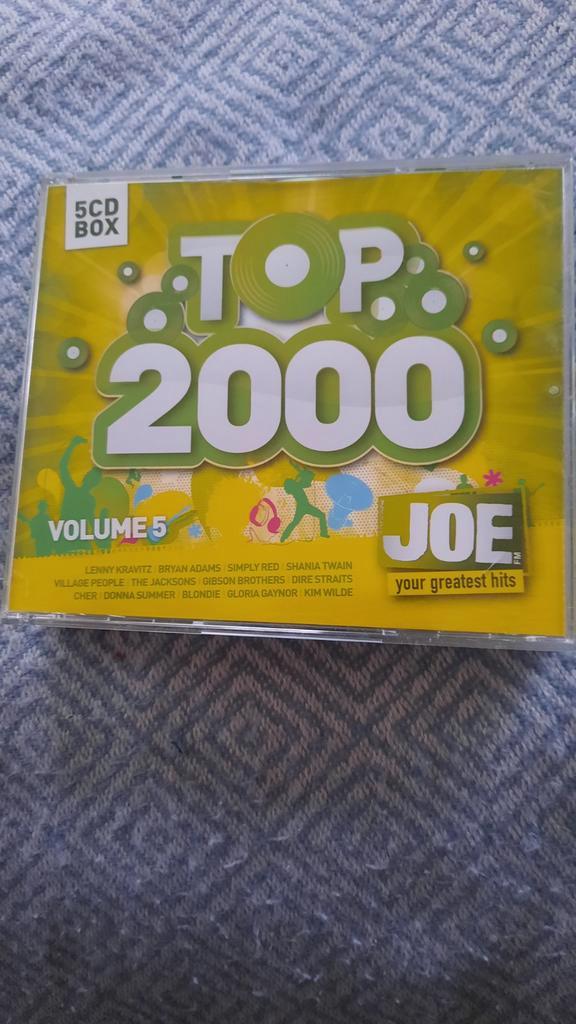 5CD
BOX
TOP
2000
VOLUME 5
JOE FM
your greatest hits
LENNY KRAVITZ | BRYAN ADAMS | SIMPLY RED | SHANIA TWAIN
VILLAGE PEOPLE | THE JACKSONS | GIBSON BROTHERS | DIRE STRAITS
CHER | DONNA SUMMER | BLONDIE | GLORIA GAYNOR | KIM WILDE